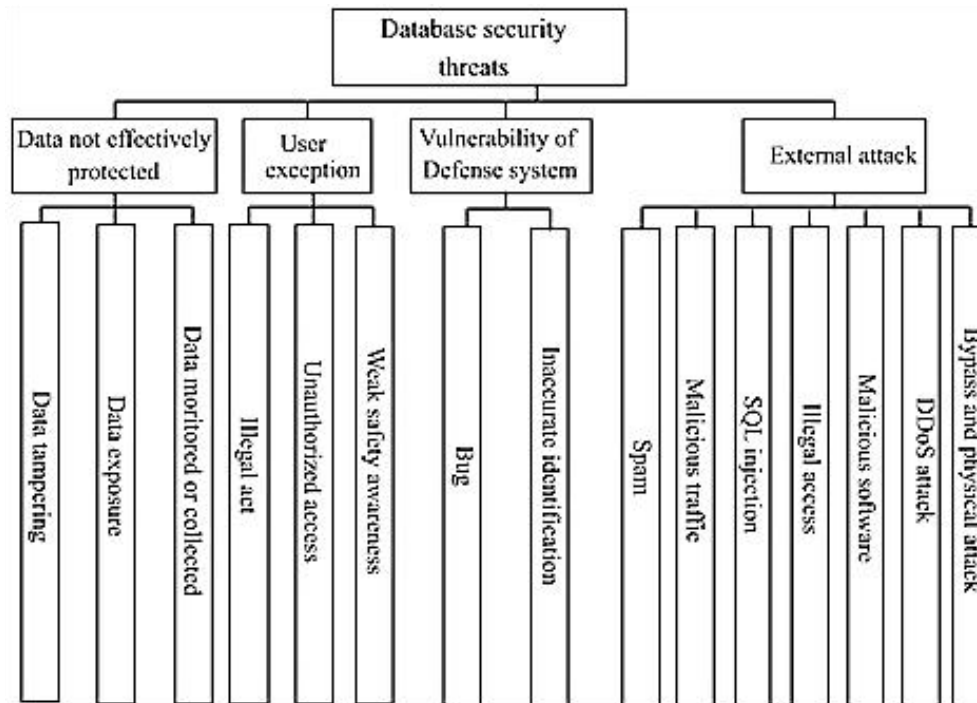 Database security
threats
Data not effectively
protected
User
exception
Vulnerability of
Defense system
External attack
Data tampering
Data exposure
Data moritored or collected
Illegal act
Unauthorized access
Weak safety awareness
Bug
Inaccurate identification
Spam
Malicious traffic
SQL injection
Illegal access
Malicious software
DDoS attack
Bypass and physical attack